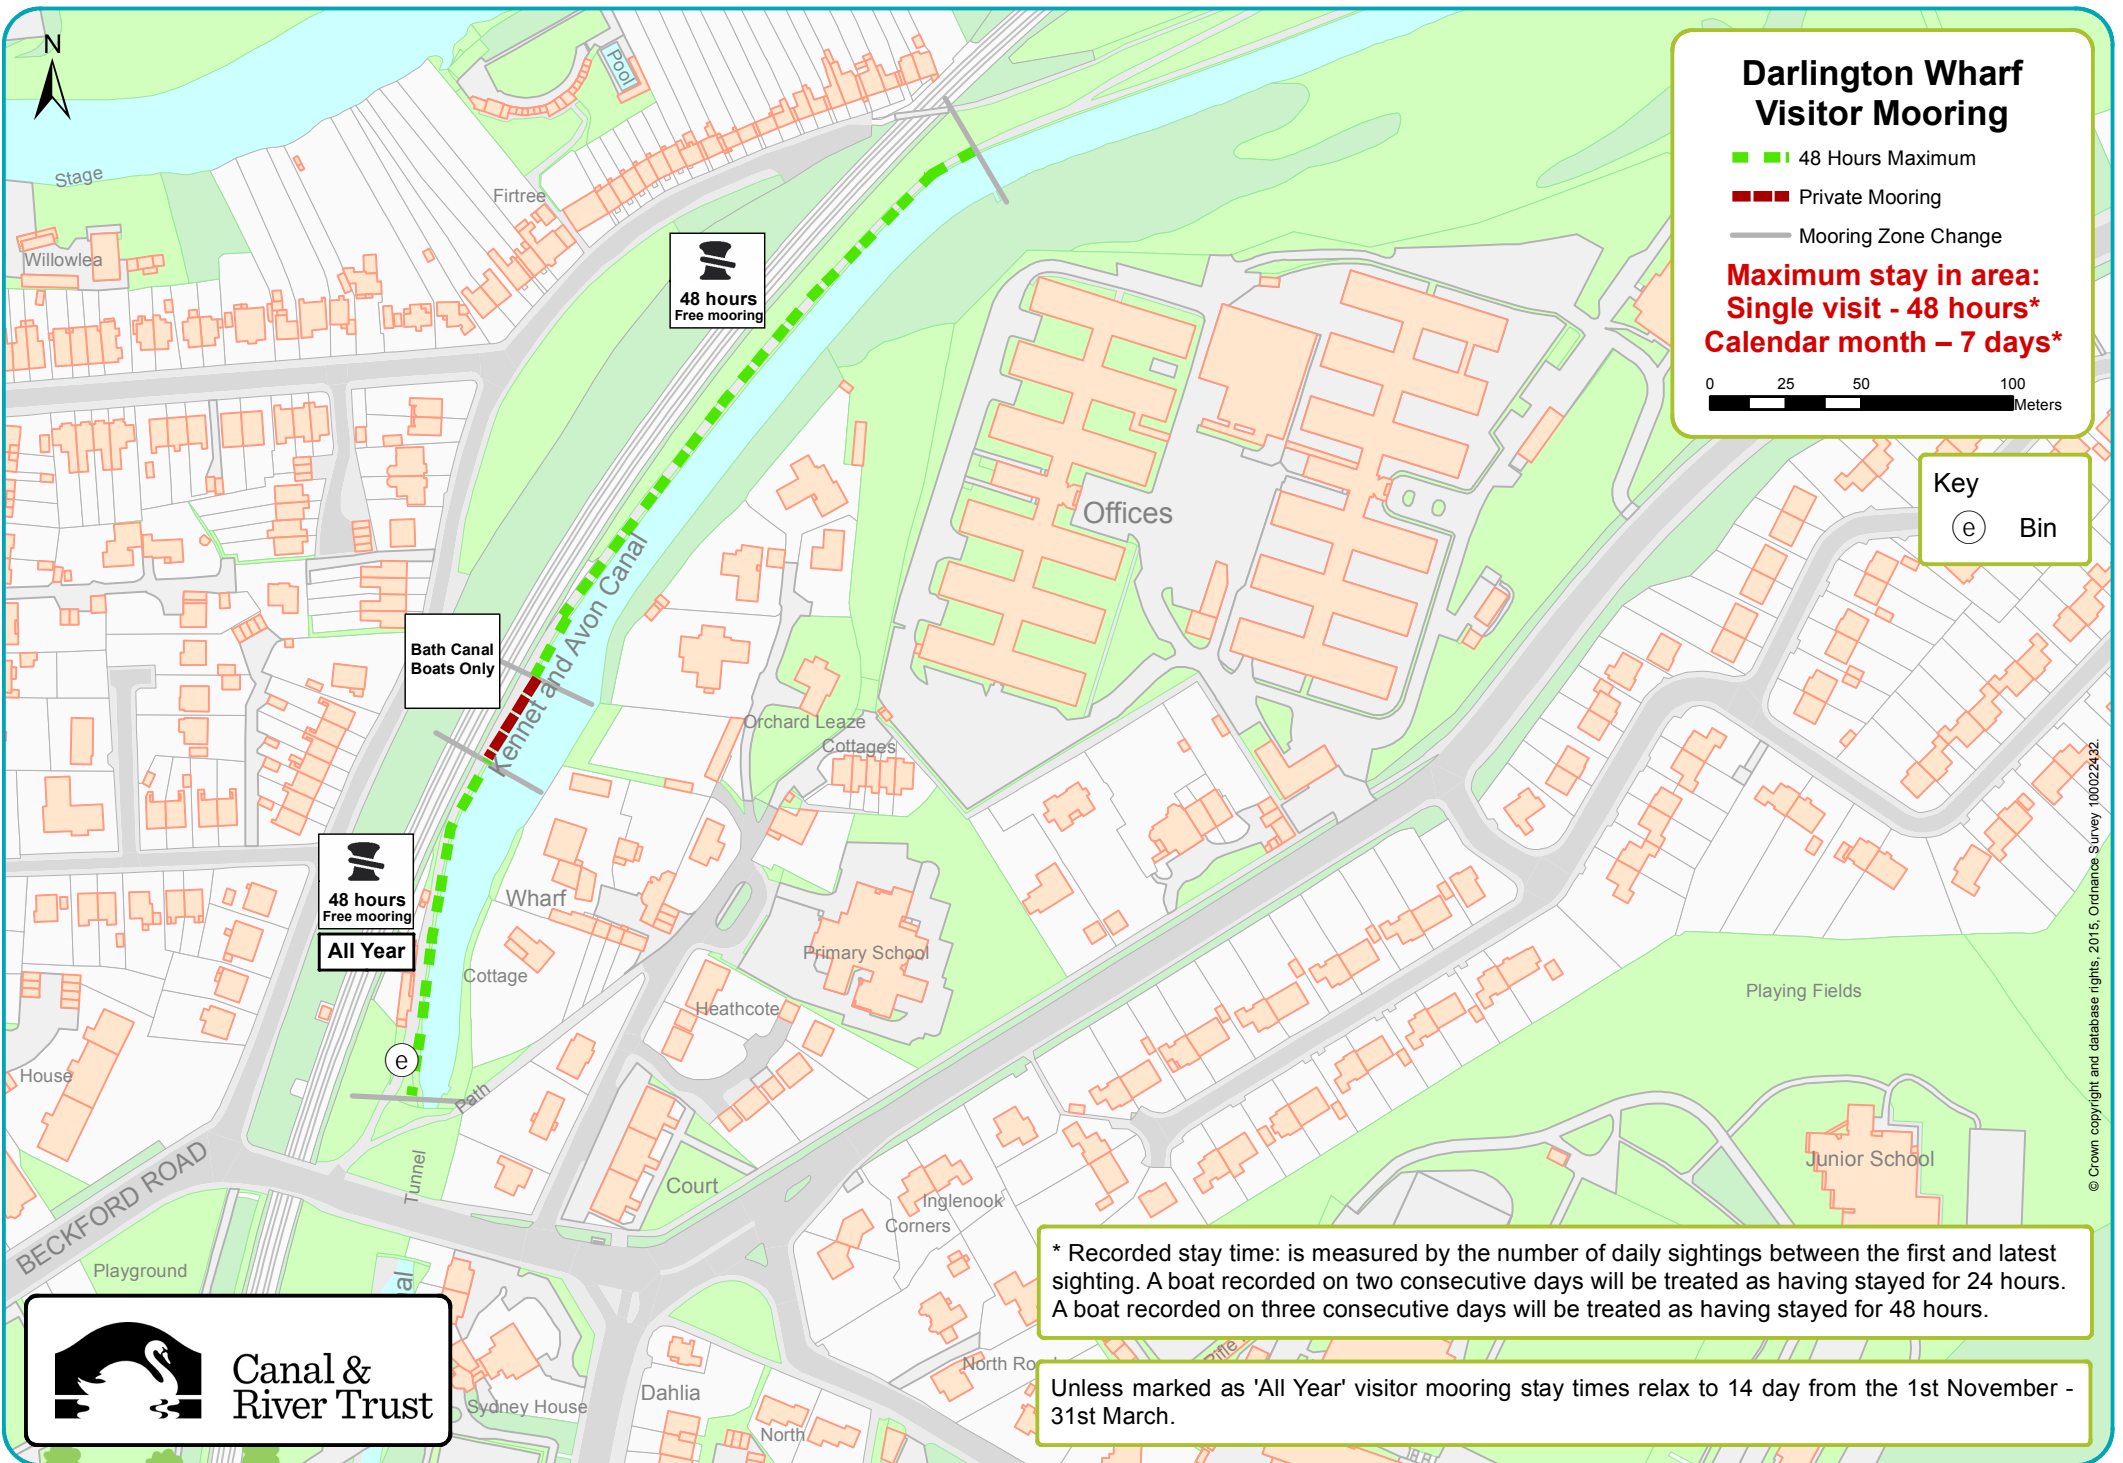 N
Pool
Stage
Firtree
Willowlea
48 hours
Free mooring
Darlington Wharf
Visitor Mooring
48 Hours Maximum
Private Mooring
Mooring Zone Change
Maximum stay in area:
Single visit - 48 hours*
Calendar month – 7 days*
0 25 50 100
Meters
Key
e Bin
Offices
Kennet and Avon Canal
Bath Canal
Boats Only
Orchard Leaze
Cottages
48 hours
Free mooring
All Year
Wharf
Cottage
Primary School
Heathcote
Playing Fields
House
e
Path
Tunnel
Court
BECKFORD ROAD
Playground
al
Inglenook
Corners
Junior School
© Crown copyright and database rights, 2015, Ordnance Survey 100022432.
* Recorded stay time: is measured by the number of daily sightings between the first and latest
sighting. A boat recorded on two consecutive days will be treated as having stayed for 24 hours.
A boat recorded on three consecutive days will be treated as having stayed for 48 hours.
North
Rifle
Unless marked as 'All Year' visitor mooring stay times relax to 14 day from the 1st November -
31st March.
Canal &
River Trust
Sydney House
Dahlia
North